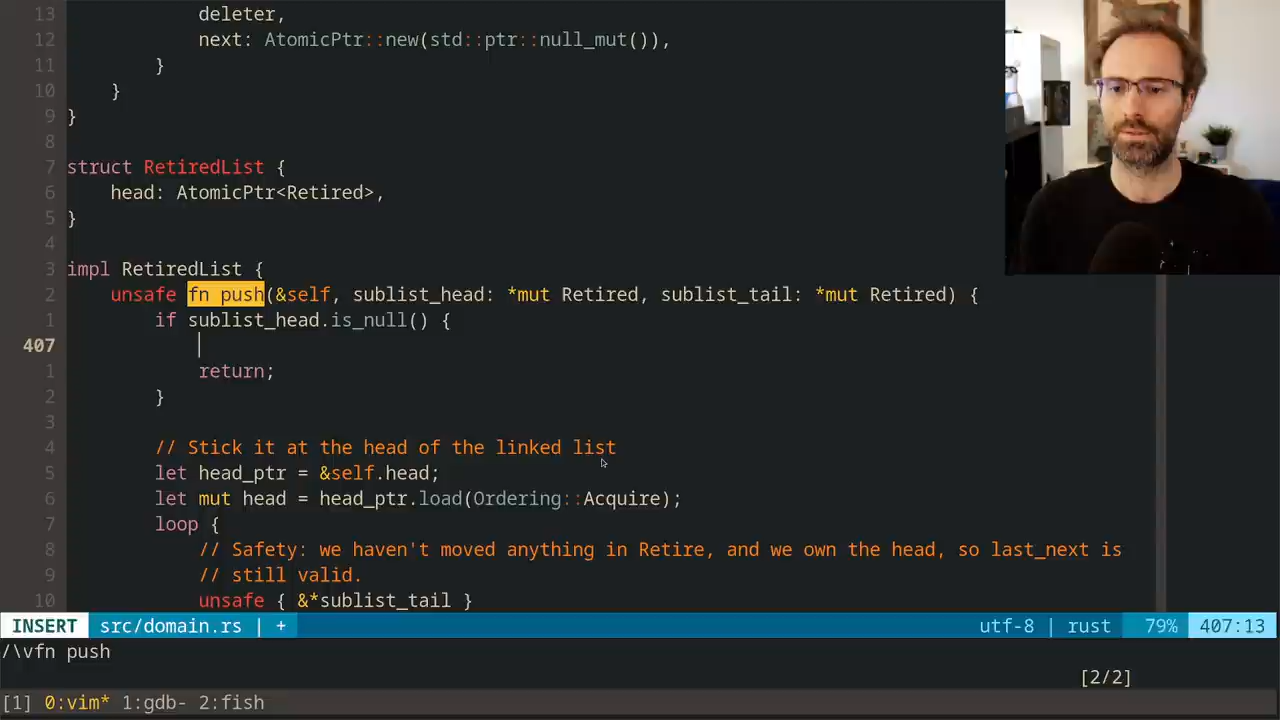 13             deleter,
12             next: AtomicPtr::new(std::ptr::null_mut()),
11         }
10     }
9 }
8
7 struct RetiredList {
6     head: AtomicPtr<Retired>,
5 }
4
3 impl RetiredList {
2     unsafe fn push(&self, sublist_head: *mut Retired, sublist_tail: *mut Retired) {
1         if sublist_head.is_null() {
407
1             return;
2         }
3
4         // Stick it at the head of the linked list
5         let head_ptr = &self.head;
6         let mut head = head_ptr.load(Ordering::Acquire);
7         loop {
8             // Safety: we haven't moved anything in Retire, and we own the head, so last_next is
9             // still valid.
10             unsafe { &*sublist_tail }
INSERT src/domain.rs | + utf-8 | rust 79% 407:13
/\vfn push
[2/2]
[1] 0:vim* 1:gdb- 2:fish